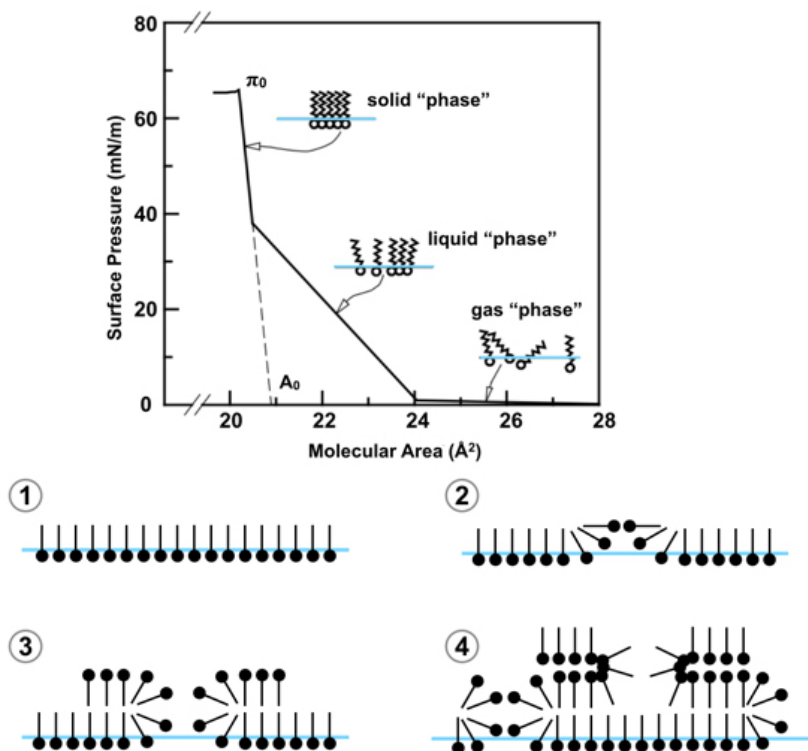 80
60
40
20
0
Surface Pressure (mN/m)
π0
solid “phase”
liquid “phase”
gas “phase”
A0
20 22 24 26 28
Molecular Area (Å2)
1
2
3
4